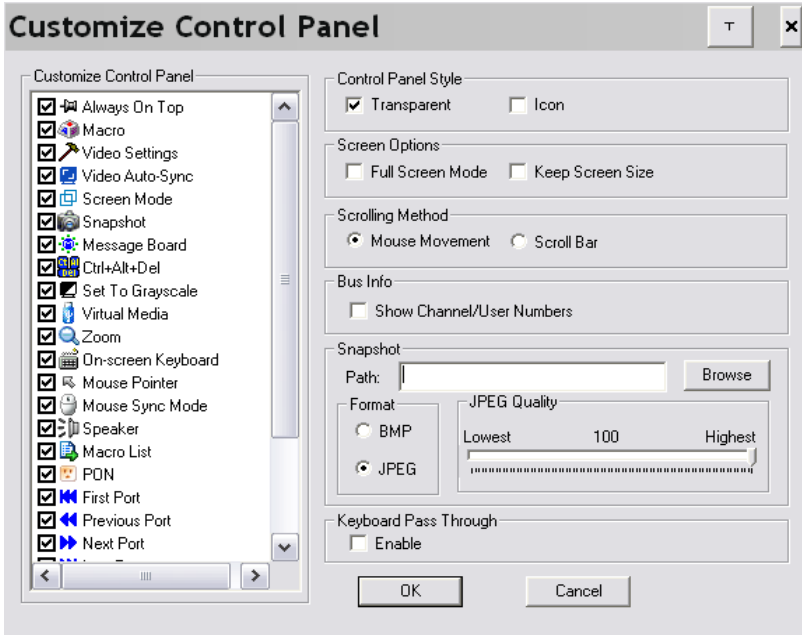 Customize Control Panel
T
Customize Control Panel
Always On Top
Macro
Video Settings
Video Auto-Sync
Screen Mode
Snapshot
Message Board
Ctrl+Alt+Del
Set To Grayscale
Virtual Media
Zoom
On-screen Keyboard
Mouse Pointer
Mouse Sync Mode
Speaker
Macro List
PON
First Port
Previous Port
Next Port
Control Panel Style
Transparent Icon
Screen Options
Full Screen Mode Keep Screen Size
Scrolling Method
Mouse Movement Scroll Bar
Bus Info
Show Channel/User Numbers
Snapshot
Path: Browse
Format
BMP
JPEG
JPEG Quality
Lowest 100 Highest
Keyboard Pass Through
Enable
OK Cancel